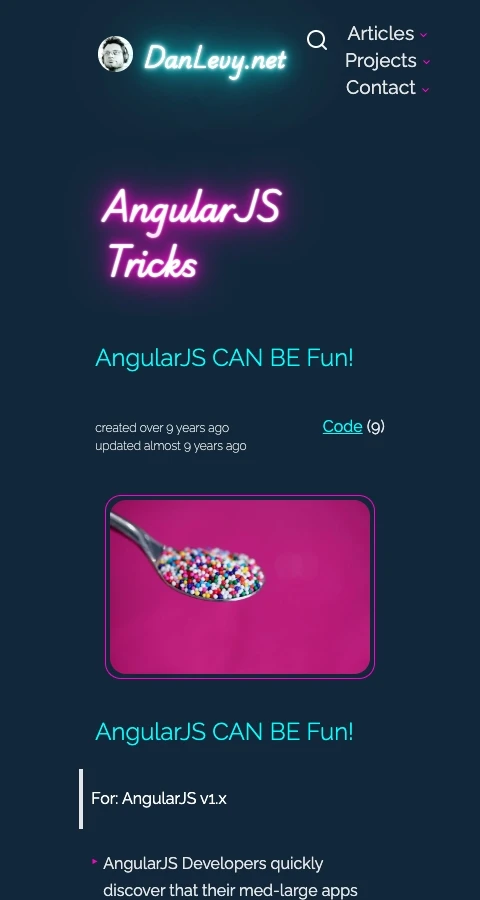 DanLevy.net
Articles
Projects
Contact
AngularJS
Tricks
AngularJS CAN BE Fun!
created over 9 years ago
updated almost 9 years ago
Code (9)
AngularJS CAN BE Fun!
For: AngularJS v1.x
AngularJS Developers quickly
discover that their med-large apps